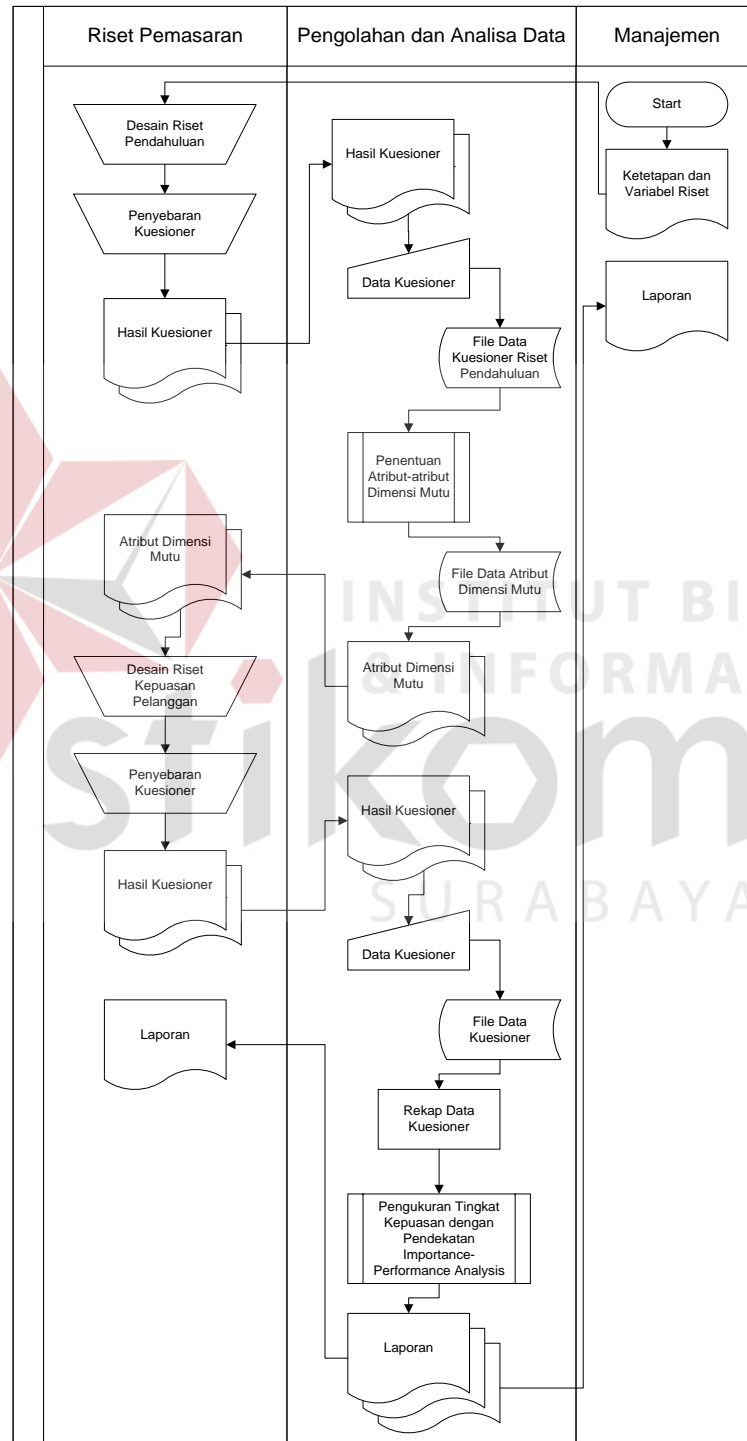 Riset Pemasaran
Pengolahan dan Analisa Data
Manajemen
Start
Ketetapan dan
Variabel Riset
Desain Riset
Pendahuluan
Penyebaran
Kuesioner
Hasil Kuesioner
Hasil Kuesioner
Data Kuesioner
File Data
Kuesioner Riset
Pendahuluan
Penentuan
Atribut-atribut
Dimensi Mutu
File Data Atribut
Dimensi Mutu
Atribut Dimensi
Mutu
Atribut Dimensi
Mutu
Desain Riset
Kepuasan
Pelanggan
Penyebaran
Kuesioner
Hasil Kuesioner
Hasil Kuesioner
Data Kuesioner
File Data
Kuesioner
Rekap Data
Kuesioner
Pengukuran Tingkat
Kepuasan dengan
Pendekatan
Importance-
Performance Analysis
Laporan
Laporan
Laporan
INSTITUT BI
& INFORMA
stikom
SURABAYA